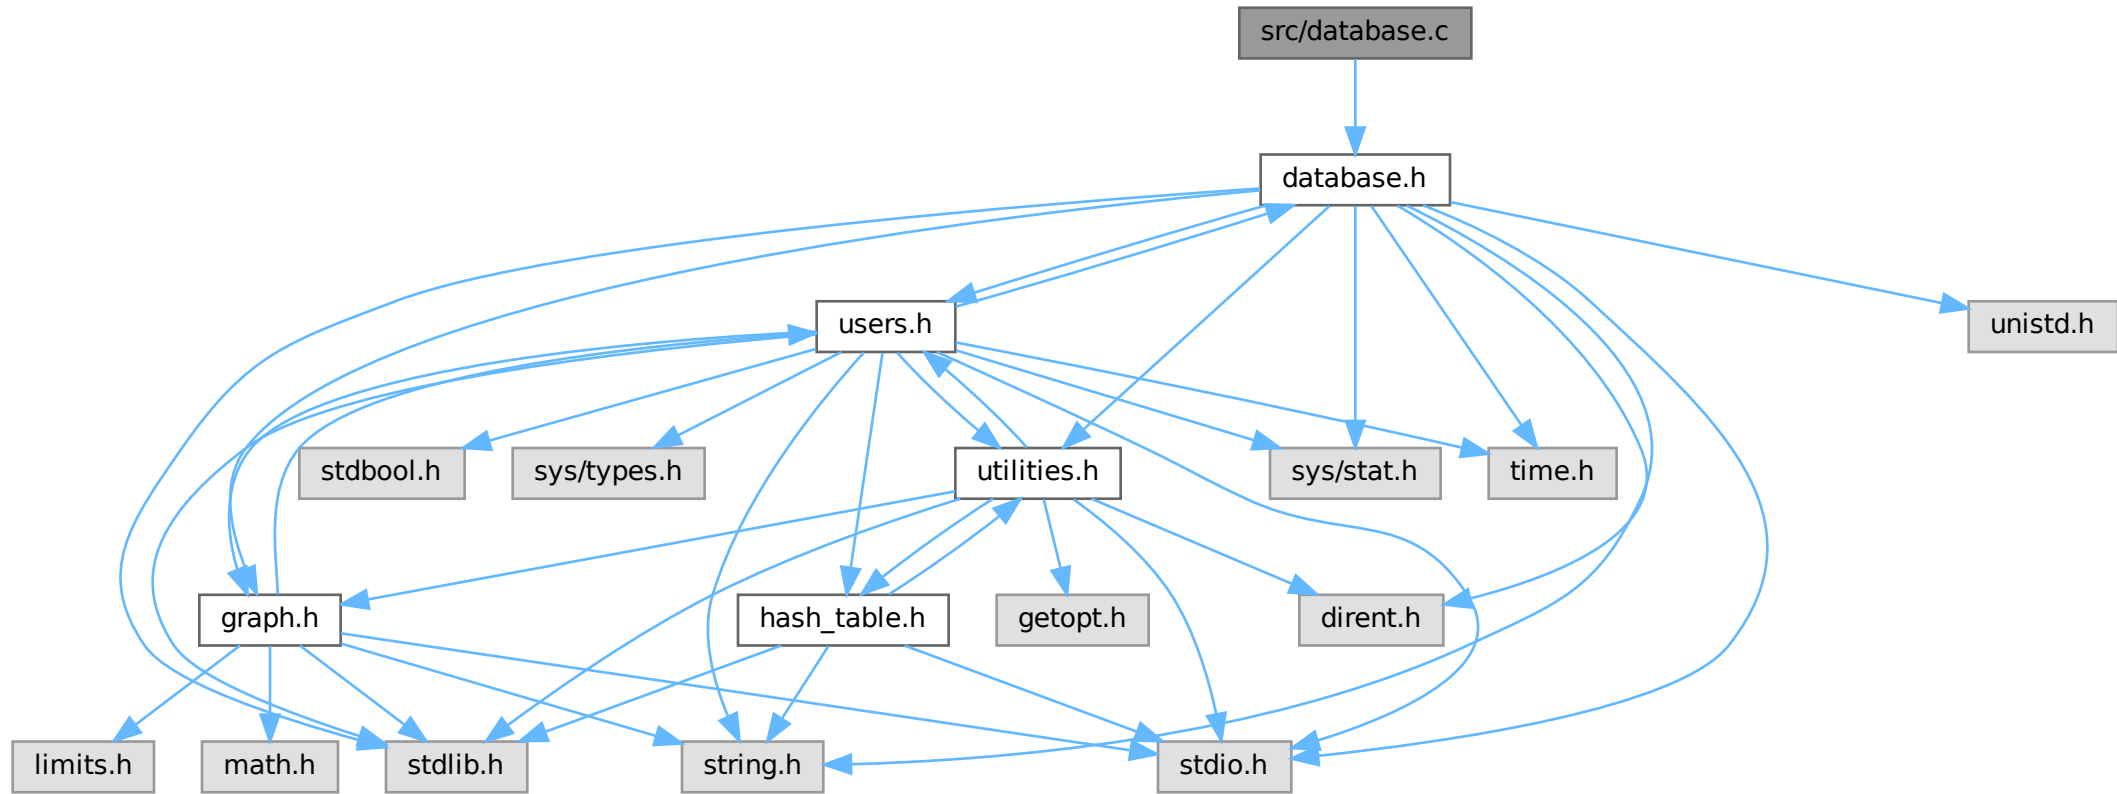 src/database.c
database.h
users.h
unistd.h
stdbool.h
sys/types.h
utilities.h
sys/stat.h
time.h
graph.h
hash_table.h
getopt.h
dirent.h
limits.h
math.h
stdlib.h
string.h
stdio.h